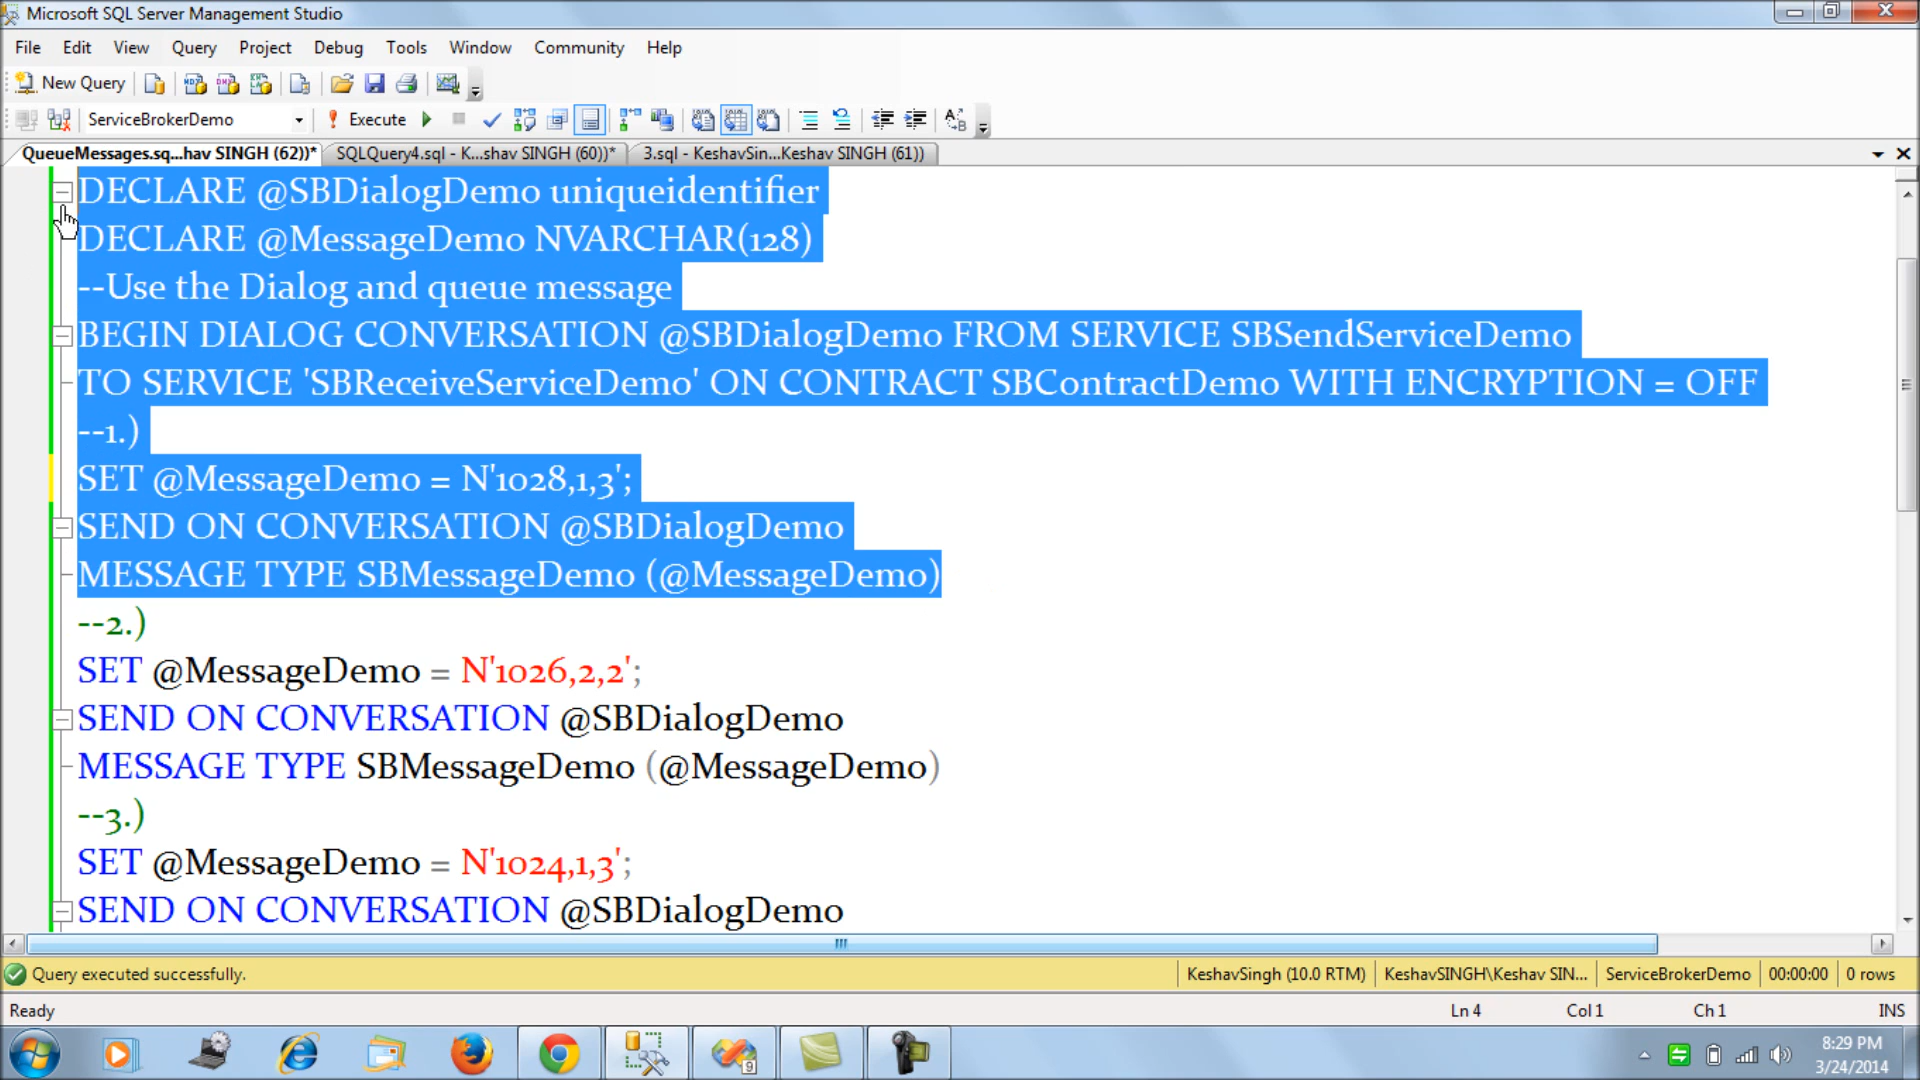 Microsoft SQL Server Management Studio
File Edit View Query Project Debug Tools Window Community Help
New Query
ServiceBrokerDemo Execute
QueueMessages.sq...hav SINGH (62))* SQLQuery4.sql - K...shav SINGH (60))* 3.sql - KeshavSin...Keshav SINGH (61))
DECLARE @SBDialogDemo uniqueidentifier
DECLARE @MessageDemo NVARCHAR(128)
--Use the Dialog and queue message
BEGIN DIALOG CONVERSATION @SBDialogDemo FROM SERVICE SBSendServiceDemo
TO SERVICE 'SBReceiveServiceDemo' ON CONTRACT SBContractDemo WITH ENCRYPTION = OFF
--1.)
SET @MessageDemo = N'1028,1,3';
SEND ON CONVERSATION @SBDialogDemo
MESSAGE TYPE SBMessageDemo (@MessageDemo)
--2.)
SET @MessageDemo = N'1026,2,2';
SEND ON CONVERSATION @SBDialogDemo
MESSAGE TYPE SBMessageDemo (@MessageDemo)
--3.)
SET @MessageDemo = N'1024,1,3';
SEND ON CONVERSATION @SBDialogDemo
Query executed successfully. KeshavSingh (10.0 RTM) KeshavSINGH\Keshav SIN... ServiceBrokerDemo 00:00:00 0 rows
Ready Ln 4 Col 1 Ch 1 INS
9
8:29 PM
3/24/2014